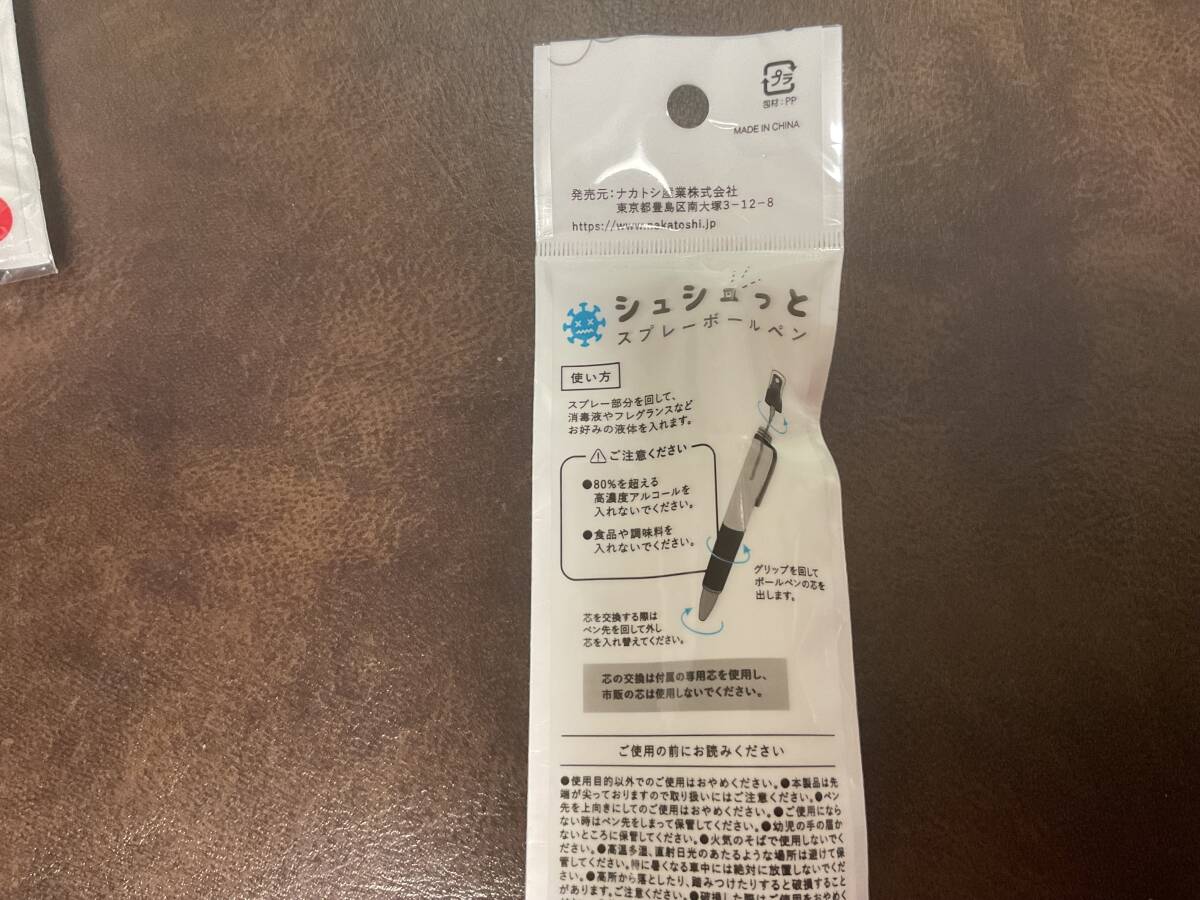 プラ
包材:PP
MADE IN CHINA
発売元:ナカトシ産業株式会社
東京都豊島区南大塚3-12-8
https://www.nakatoshi.jp
シュシュっと
スプレーボールペン
使い方
スプレー部分を回して、
消毒液やフレグランスなど
お好みの液体を入れます。
ご注意ください
●80%を超える
高濃度アルコールを
入れないでください。
●食品や調味料を
入れないでください。
グリップを回して
ボールペンの芯を
出します。
芯を交換する際は
ペン先を回して外し
芯を入れ替えてください。
芯の交換は付属の専用芯を使用し、
市販の芯は使用しないでください。
ご使用の前にお読みください
●使用目的以外でのご使用はおやめください。●本製品は先
端が尖っておりますので取り扱いにはご注意ください。●ペン
先を上向きにしてのご使用はおやめください。●ご使用になら
ない時はペン先をしまって保管してください。●幼児の手の届か
ないところに保管してください。●火気のそばで使用しないでく
ださい。●高温多湿、直射日光のあたるような場所は避けて保
管してください。特に暑くなる車中には絶対に放置しないでくだ
さい。●高所から落としたり、踏みつけたりすると破損すること
があります。ご注意ください。●破損した際はご使用をおやめく